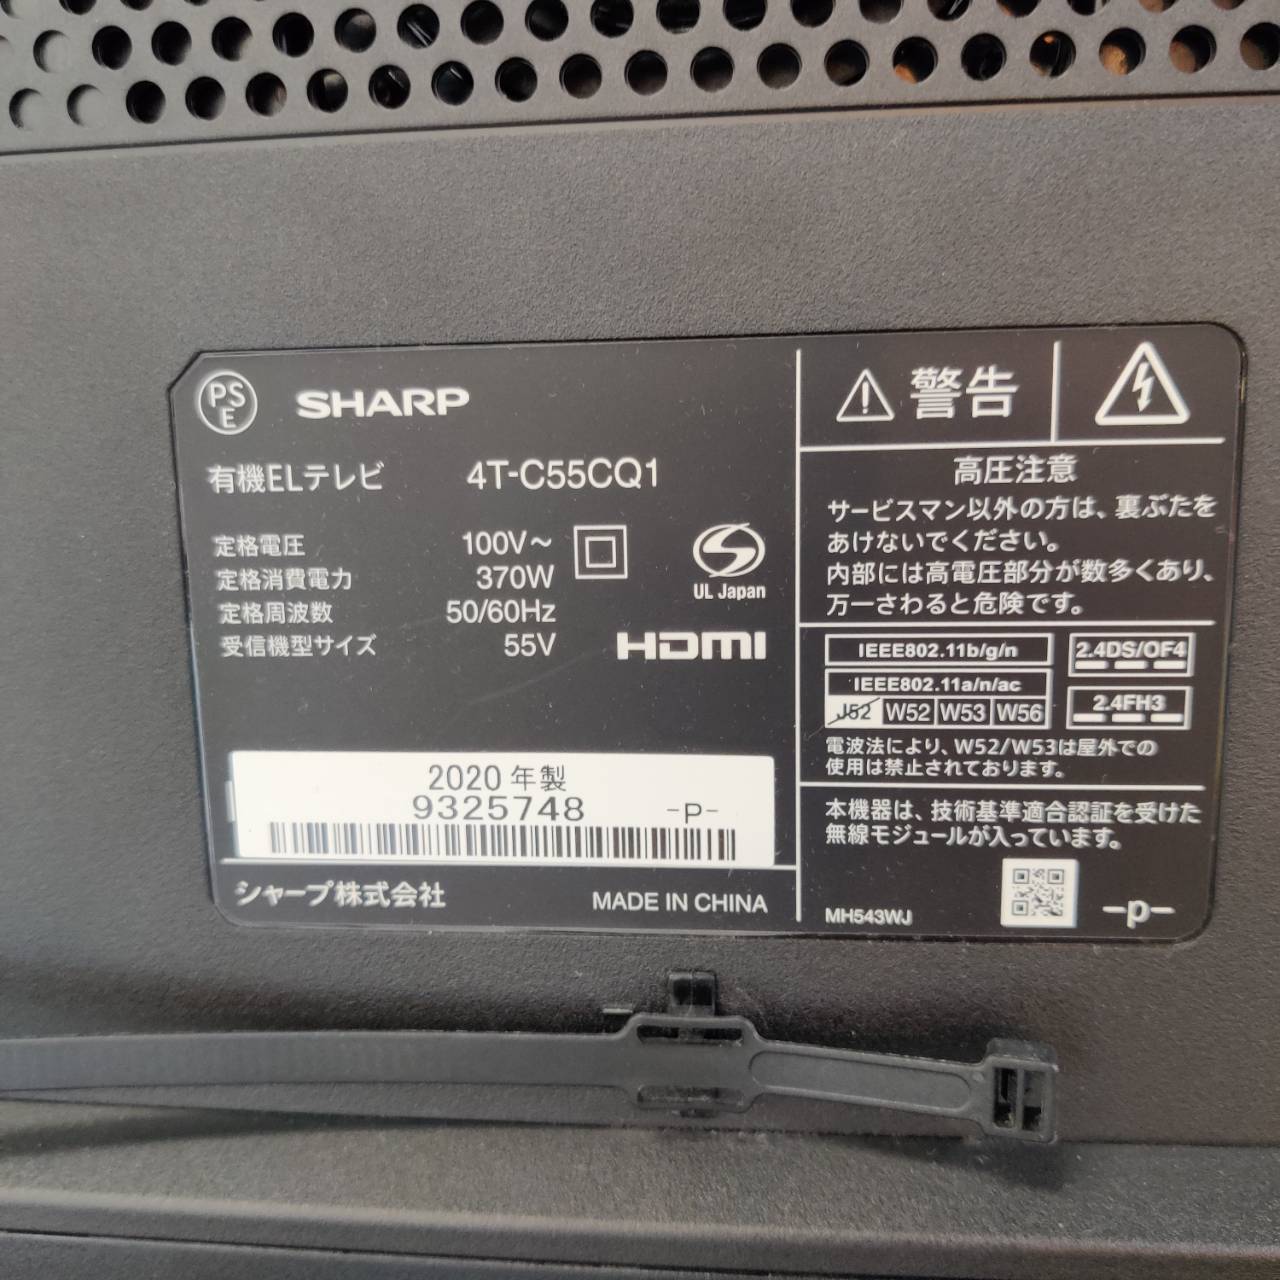 PS
E
SHARP
有機ELテレビ 4T-C55CQ1
定格電圧 100V～
定格消費電力 370W
定格周波数 50/60Hz
受信機型サイズ 55V
S
UL Japan
HDMI
2020 年製
9325748 -P-
シャープ株式会社 MADE IN CHINA
警告
高圧注意
サービスマン以外の方は、裏ぶたを
あけないでください。
内部には高電圧部分が数多くあり、
万一さわると危険です。
IEEE802.11b/g/n 2.4DS/OF4
IEEE802.11a/n/ac
J52 W52 W53 W56 2.4FH3
電波法により、W52/W53は屋外での
使用は禁止されております。
本機器は、技術基準適合認証を受けた
無線モジュールが入っています。
MH543WJ -p-